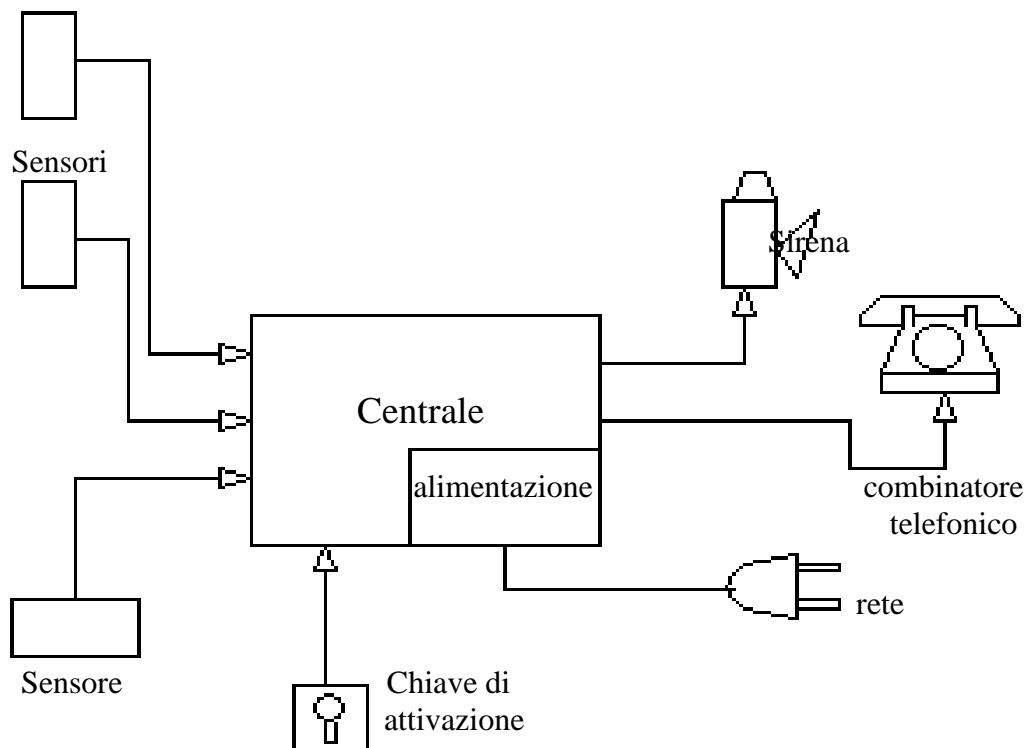 Sensori
Sirena
Centrale
alimentazione
combinatore
telefonico
rete
Sensore
Chiave di
attivazione